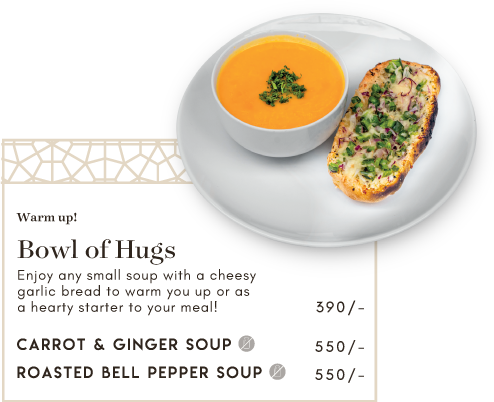 Warm up!
Bowl of Hugs
Enjoy any small soup with a cheesy
garlic bread to warm you up or as
a hearty starter to your meal! 390/-
CARROT & GINGER SOUP 550/-
ROASTED BELL PEPPER SOUP 550/-